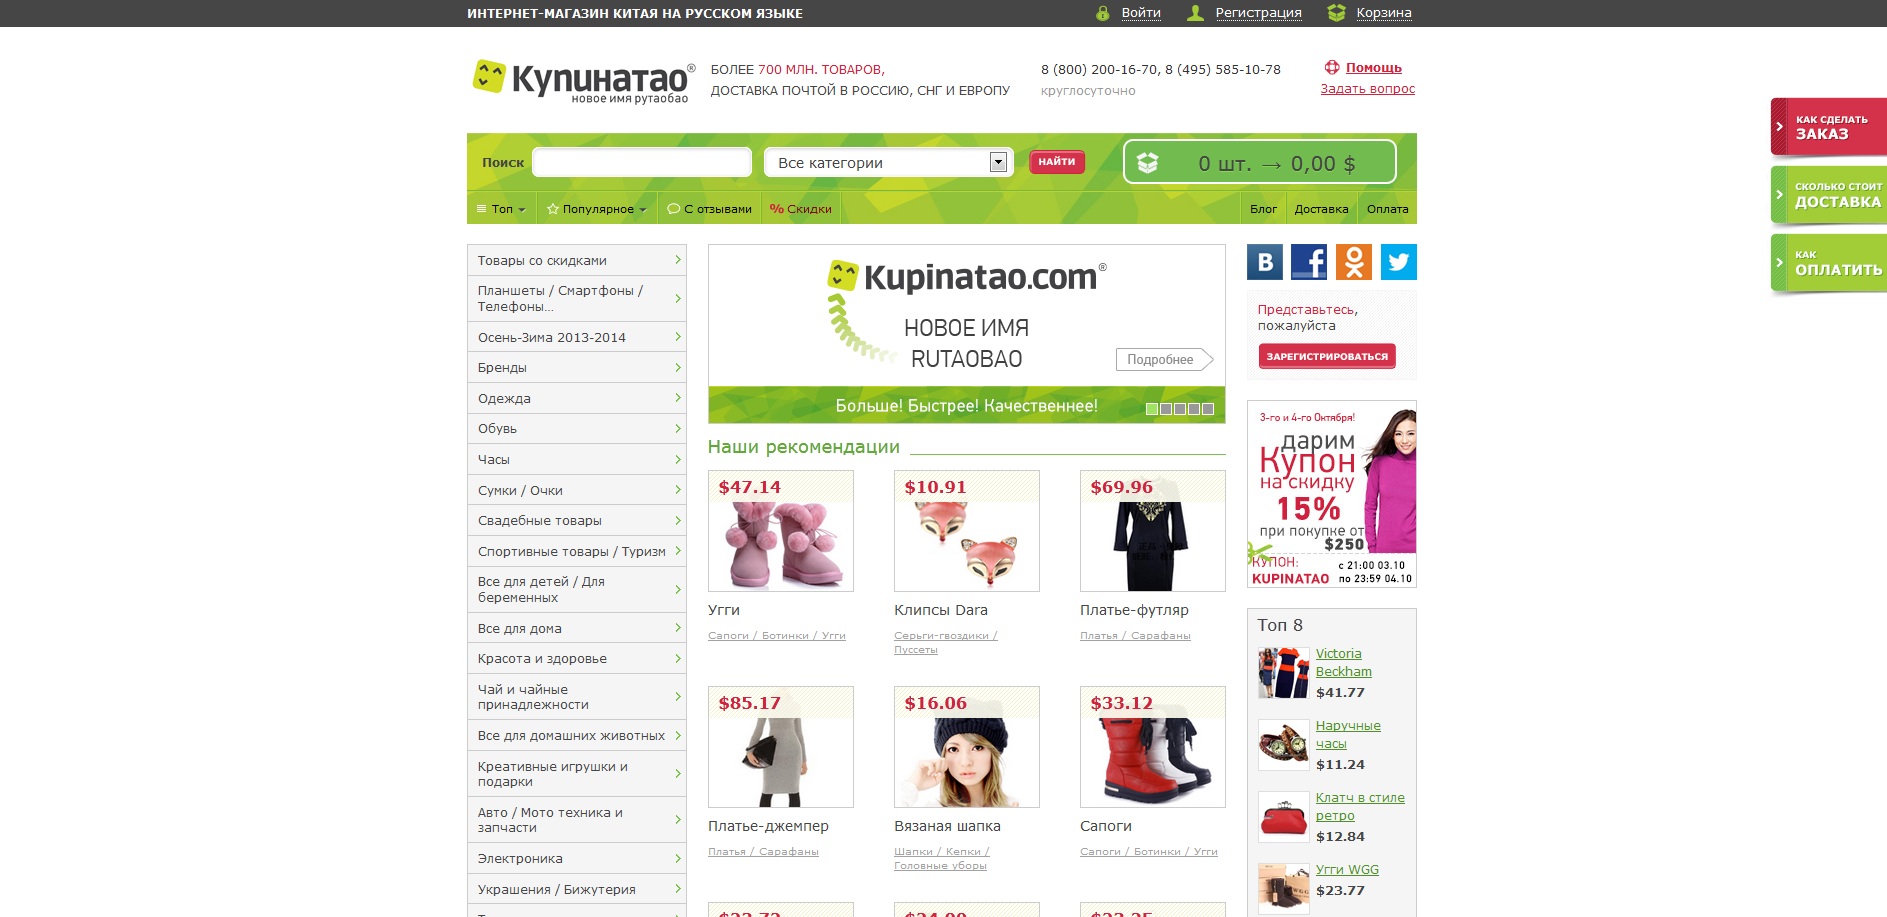 ИНТЕРНЕТ-МАГАЗИН КИТАЯ НА РУССКОМ ЯЗЫКЕ
Войти
Регистрация
Корзина
Купинатао®
новое имя рутаобао
БОЛЕЕ 700 МЛН. ТОВАРОВ,
ДОСТАВКА ПОЧТОЙ В РОССИЮ, СНГ И ЕВРОПУ
8 (800) 200-16-70, 8 (495) 585-10-78
круглосуточно
Помощь
Задать вопрос
КАК СДЕЛАТЬ
ЗАКАЗ
СКОЛЬКО СТОИТ
ДОСТАВКА
КАК
ОПЛАТИТЬ
Поиск
Все категории
НАЙТИ
0 шт. → 0,00 $
Топ
Популярное
С отзывами
% Скидки
Блог
Доставка
Оплата
Товары со скидками
Планшеты / Смартфоны /
Телефоны...
Осень-Зима 2013-2014
Бренды
Одежда
Обувь
Часы
Сумки / Очки
Свадебные товары
Спортивные товары / Туризм
Все для детей / Для
беременных
Все для дома
Красота и здоровье
Чай и чайные
принадлежности
Все для домашних животных
Креативные игрушки и
подарки
Авто / Мото техника и
запчасти
Электроника
Украшения / Бижутерия
Kupinatao.com®
НОВОЕ ИМЯ
RUTAOBAO
Подробнее
Больше! Быстрее! Качественнее!
Наши рекомендации
$47.14
Угги
Сапоги / Ботинки / Угги
$10.91
Клипсы Dara
Серьги-гвоздики /
Пуссеты
$69.96
Платье-футляр
Платья / Сарафаны
$85.17
Платье-джемпер
Платья / Сарафаны
$16.06
Вязаная шапка
Шапки / Кепки /
Головные уборы
$33.12
Сапоги
Сапоги / Ботинки / Угги
B
f
Представьтесь,
пожалуйста
ЗАРЕГИСТРИРОВАТЬСЯ
3-го и 4-го Октября!
дарим
Купон
на скидку
15%
при покупке от
$250
КУПОН:
KUPINATAO
с 21:00 03.10
по 23:59 04.10
Топ 8
Victoria
Beckham
$41.77
Наручные
часы
$11.24
Клатч в стиле
ретро
$12.84
Угги WGG
$23.77